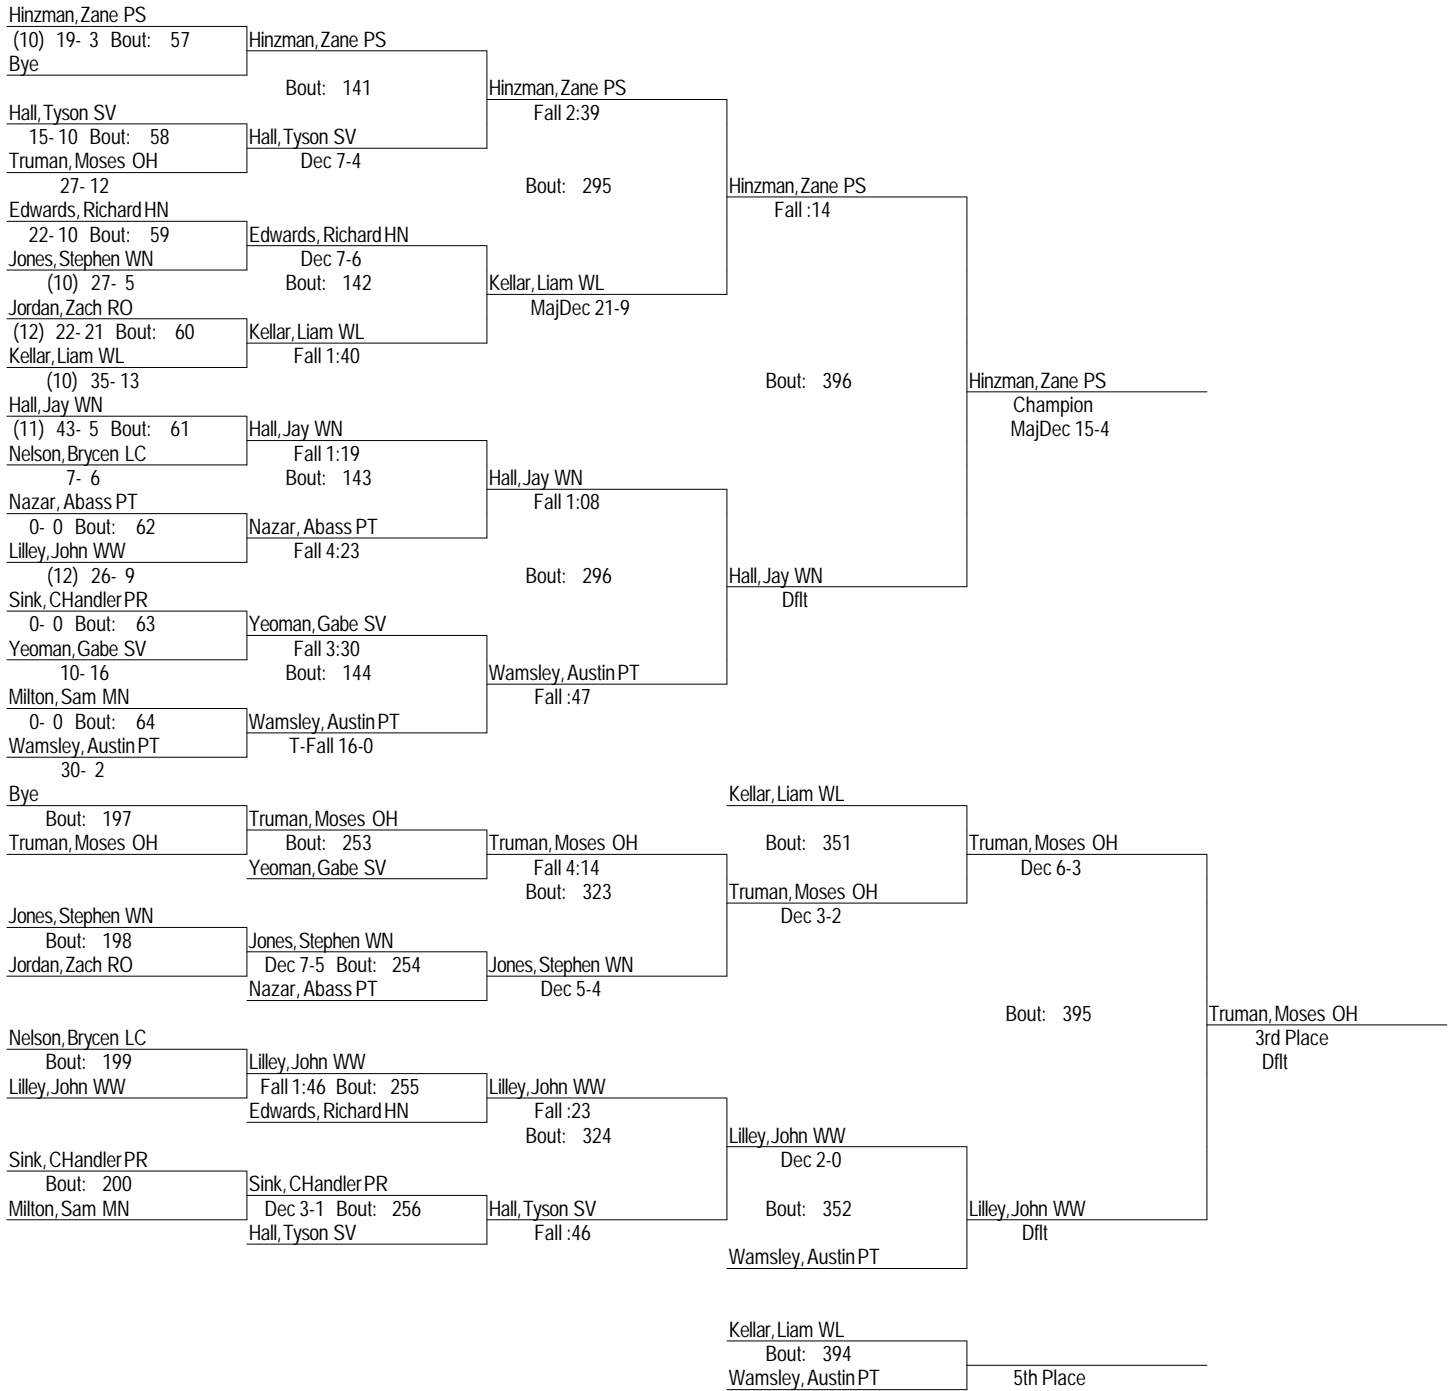 Hinzman, Zane PS
(10) 19- 3 Bout: 57 Hinzman, Zane PS
Bye
Bout: 141 Hinzman, Zane PS
Hall, Tyson SV Fall 2:39
15- 10 Bout: 58 Hall, Tyson SV
Truman, Moses OH Dec 7-4
27- 12 Bout: 295 Hinzman, Zane PS
Edwards, Richard HN Fall :14
22- 10 Bout: 59 Edwards, Richard HN
Jones, Stephen WN Dec 7-6
(10) 27- 5 Bout: 142 Kellar, Liam WL
Jordan, Zach RO MajDec 21-9
(12) 22- 21 Bout: 60 Kellar, Liam WL
Kellar, Liam WL Fall 1:40
(10) 35- 13 Bout: 396 Hinzman, Zane PS
Hall, Jay WN Champion
(11) 43- 5 Bout: 61 Hall, Jay WN MajDec 15-4
Nelson, Brycen LC Fall 1:19
7- 6 Bout: 143 Hall, Jay WN
Nazar, Abass PT Fall 1:08
0- 0 Bout: 62 Nazar, Abass PT
Lilley, John WW Fall 4:23
(12) 26- 9 Bout: 296 Hall, Jay WN
Sink, CHandler PR Dflt
0- 0 Bout: 63 Yeoman, Gabe SV
Yeoman, Gabe SV Fall 3:30
10- 16 Bout: 144 Wamsley, Austin PT
Milton, Sam MN Fall :47
0- 0 Bout: 64 Wamsley, Austin PT
Wamsley, Austin PT T-Fall 16-0
30- 2
Bye Kellar, Liam WL
Bout: 197 Truman, Moses OH
Truman, Moses OH Bout: 253 Truman, Moses OH Bout: 351 Truman, Moses OH
Yeoman, Gabe SV Fall 4:14 Dec 6-3
Bout: 323 Truman, Moses OH
Jones, Stephen WN Dec 3-2
Bout: 198 Jones, Stephen WN
Jordan, Zach RO Dec 7-5 Bout: 254 Jones, Stephen WN
Nazar, Abass PT Dec 5-4
Bout: 395 Truman, Moses OH
Nelson, Brycen LC 3rd Place
Bout: 199 Lilley, John WW Dflt
Lilley, John WW Fall 1:46 Bout: 255 Lilley, John WW
Edwards, Richard HN Fall :23
Bout: 324 Lilley, John WW
Sink, CHandler PR Dec 2-0
Bout: 200 Sink, CHandler PR
Milton, Sam MN Dec 3-1 Bout: 256 Hall, Tyson SV Bout: 352 Lilley, John WW
Hall, Tyson SV Fall :46 Dflt
Wamsley, Austin PT
Kellar, Liam WL
Bout: 394
Wamsley, Austin PT 5th Place